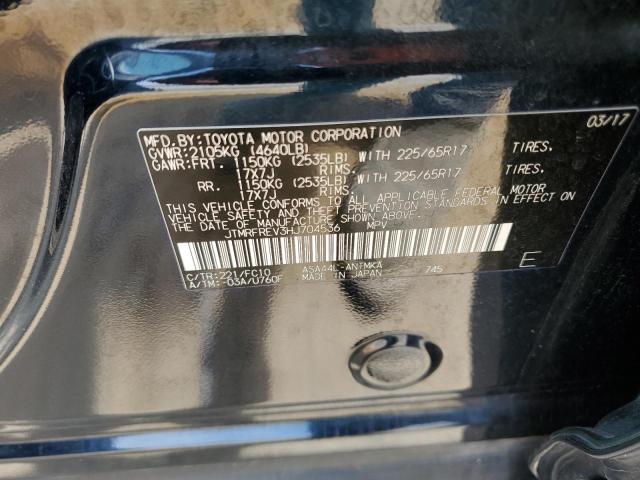 03/17
MFD.BY:TOYOTA MOTOR CORPORATION
GVWR:2105KG (4640LB)
GAWR:FRT. 1150KG (2535LB) WITH 225/65R17 TIRES.
17X7J RIMS.
RR. 1150KG (2535LB) WITH 225/65R17 TIRES.
17X7J RIMS.
THIS VEHICLE CONFORMS TO ALL APPLICABLE FEDERAL MOTOR
VEHICLE SAFETY AND BUMPER STANDARDS IN EFFECT ON
THE DATE OF MANUFACTURE SHOWN ABOVE.
JTMRFREV3HJ704536 MPV
C/TR:221/FC10 ASA44L-ANTMKA 745 E
A/TM:-03A/U760F MADE IN JAPAN